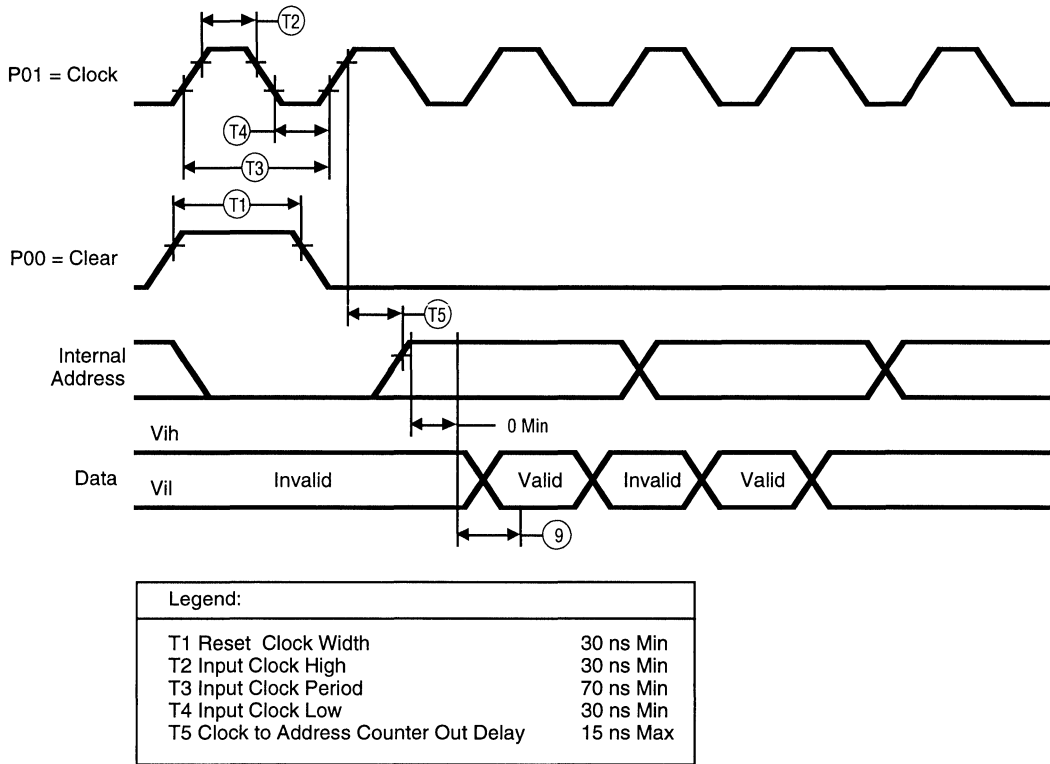 T2
P01 = Clock
T4
T3
T1
P00 = Clear
T5
Internal
Address
0 Min
Vih
Data
Vil
Invalid
Valid
Invalid
Valid
9
Legend:
T1 Reset Clock Width 30 ns Min
T2 Input Clock High 30 ns Min
T3 Input Clock Period 70 ns Min
T4 Input Clock Low 30 ns Min
T5 Clock to Address Counter Out Delay 15 ns Max